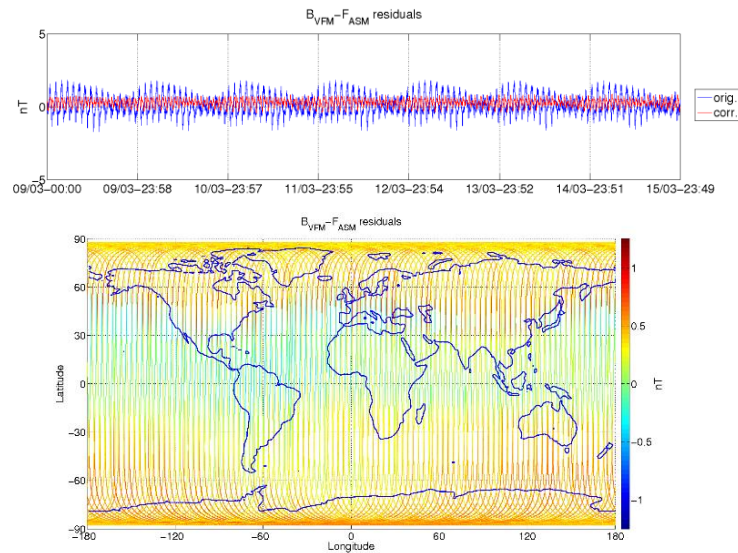 B_VFM−F_ASM residuals
5
0
−5
nT
09/03−00:00 09/03−23:58 10/03−23:57 11/03−23:55 12/03−23:54 13/03−23:52 14/03−23:51 15/03−23:49
orig.
corr.
B_VFM−F_ASM residuals
90
60
30
0
−30
−60
−90
Latitude
−180 −120 −60 0 60 120 180
Longitude
1
0.5
0
−0.5
−1
nT